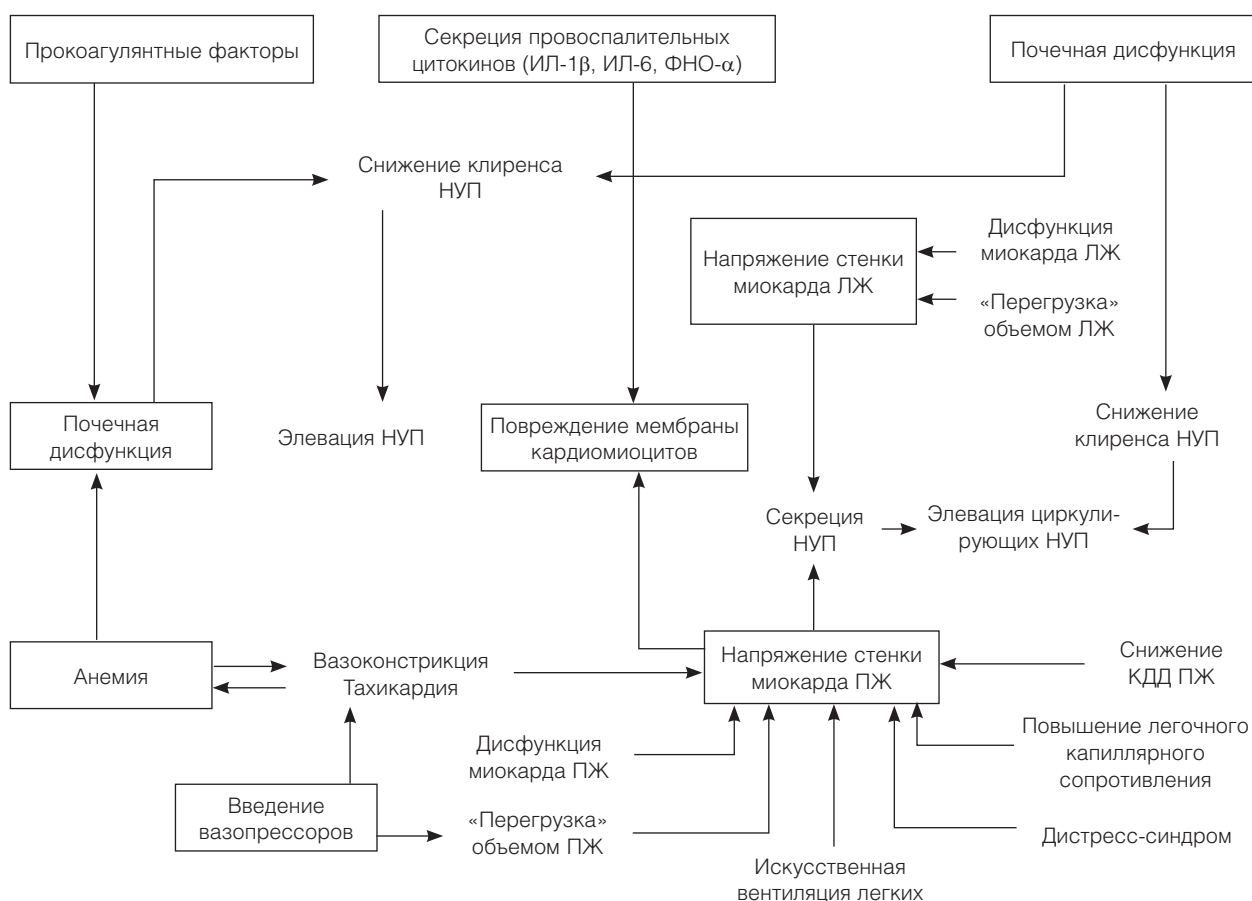 Прокоагулянтные факторы
Секреция провоспалительных
цитокинов (ИЛ-1β, ИЛ-6, ФНО-α)
Почечная дисфункция
Снижение клиренса
НУП
Напряжение стенки
миокарда ЛЖ
Дисфункция
миокарда ЛЖ
«Перегрузка»
объемом ЛЖ
Почечная
дисфункция
Элевация НУП
Повреждение мембраны
кардиомиоцитов
Снижение
клиренса НУП
Секреция
НУП
Элевация циркули-
рующих НУП
Анемия
Вазоконстрикция
Тахикардия
Напряжение стенки
миокарда ПЖ
Снижение
КДД ПЖ
Дисфункция
миокарда ПЖ
Повышение легочного
капиллярного
сопротивления
Введение
вазопрессоров
«Перегрузка»
объемом ПЖ
Искусственная
вентиляция легких
Дистресс-синдром